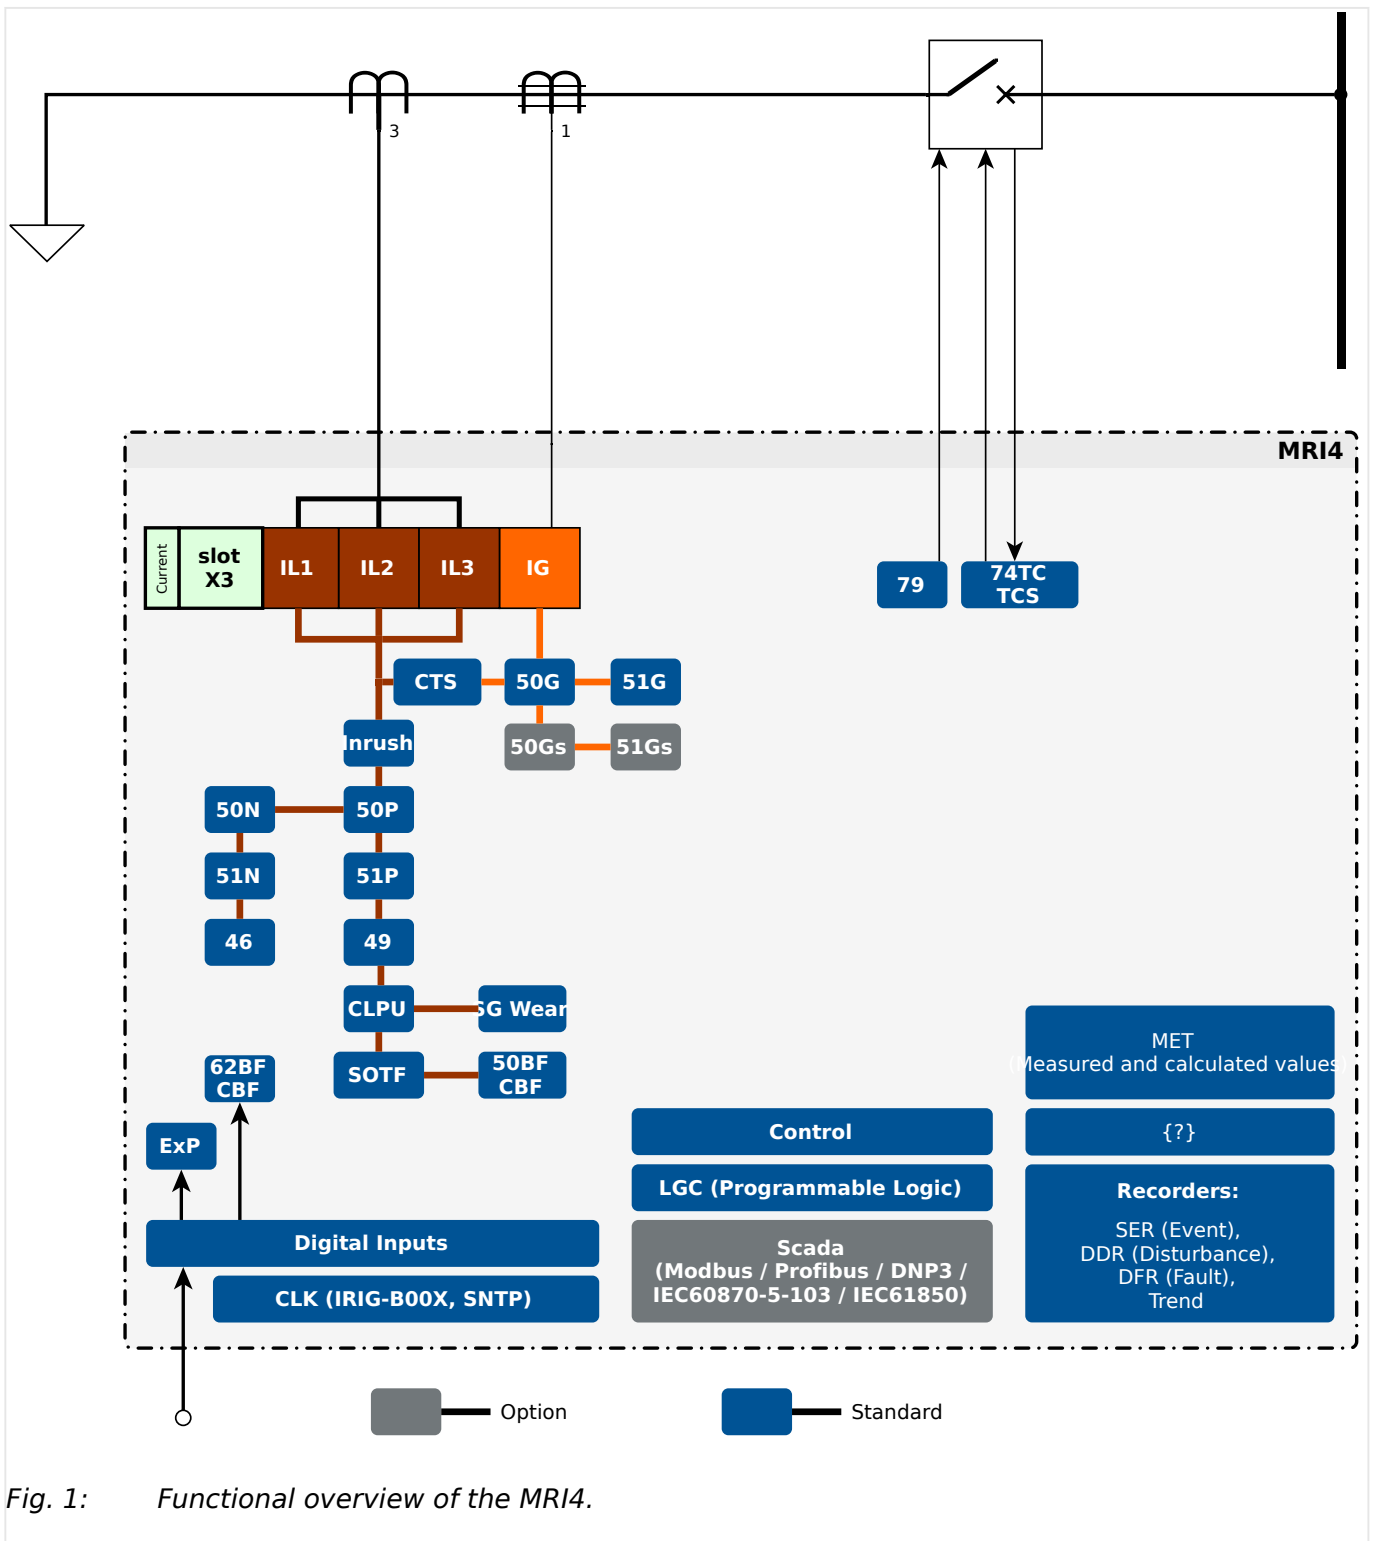 3
1
MRI4
Current
slot
X3
IL1
IL2
IL3
IG
79
74TC
TCS
CTS
50G
51G
Inrush
50Gs
51Gs
50N
50P
51N
51P
46
49
CLPU
SG Wear
62BF
CBF
SOTF
50BF
CBF
MET
(Measured and calculated values)
ExP
Control
{?}
LGC (Programmable Logic)
Recorders:
SER (Event),
DDR (Disturbance),
DFR (Fault),
Trend
Digital Inputs
Scada
(Modbus / Profibus / DNP3 /
IEC60870-5-103 / IEC61850)
CLK (IRIG-B00X, SNTP)
Option
Standard
Fig. 1: Functional overview of the MRI4.